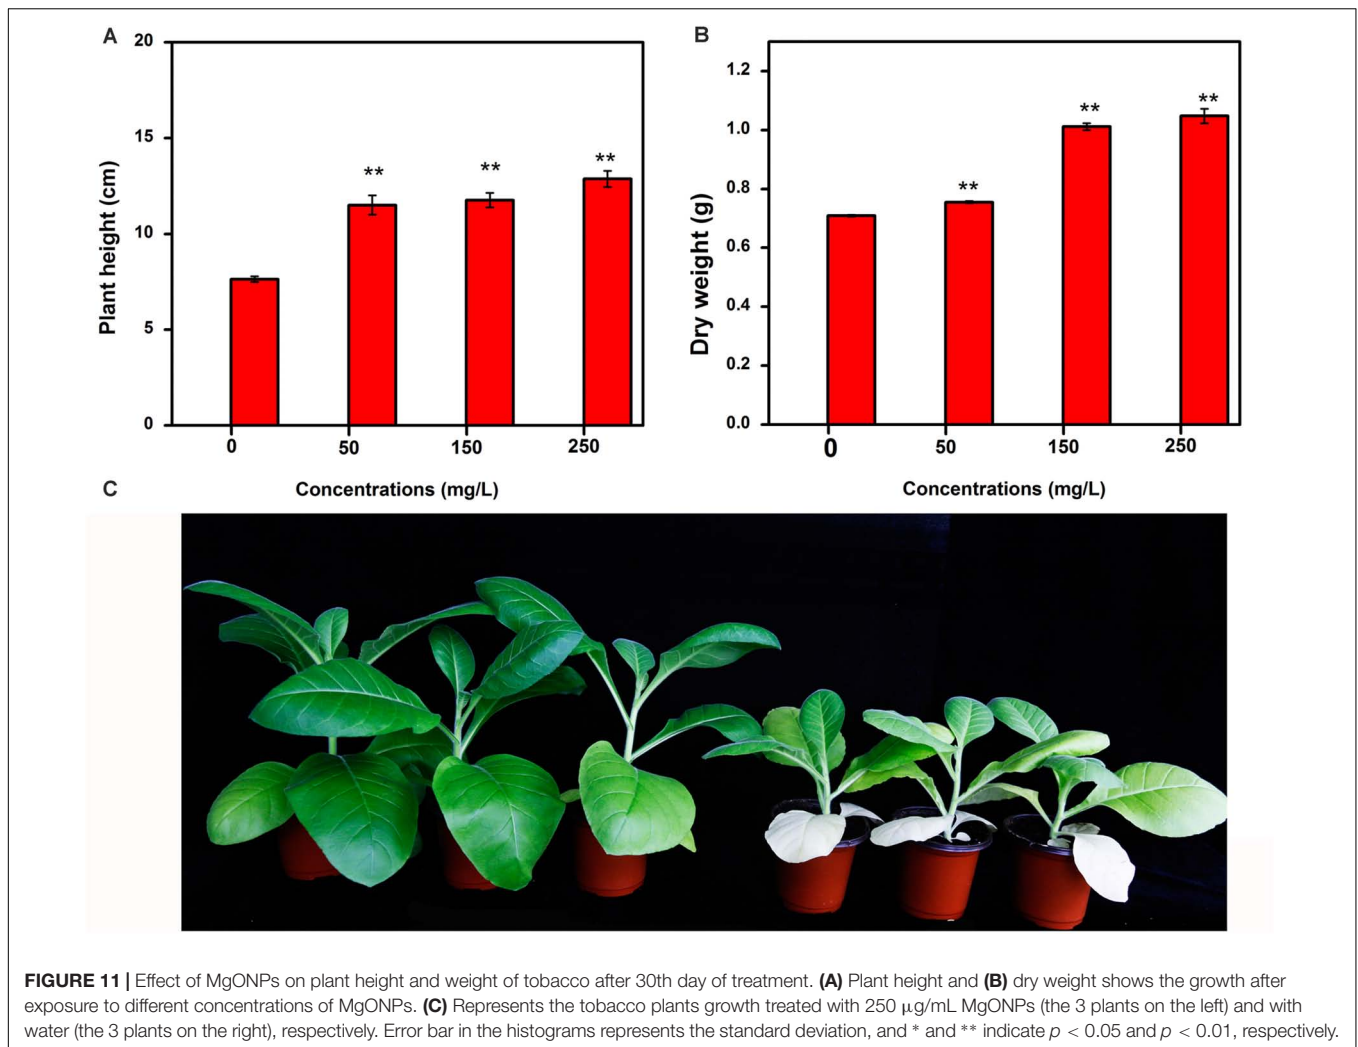 A
20
15
10
5
0
Plant height (cm)
**
**
**
0 50 150 250
Concentrations (mg/L)
B
1.2
1.0
0.8
0.6
0.4
0.2
0.0
Dry weight (g)
**
**
**
0 50 150 250
Concentrations (mg/L)
C
FIGURE 11 | Effect of MgONPs on plant height and weight of tobacco after 30th day of treatment. (A) Plant height and (B) dry weight shows the growth after
exposure to different concentrations of MgONPs. (C) Represents the tobacco plants growth treated with 250 μg/mL MgONPs (the 3 plants on the left) and with
water (the 3 plants on the right), respectively. Error bar in the histograms represents the standard deviation, and * and ** indicate p < 0.05 and p < 0.01, respectively.